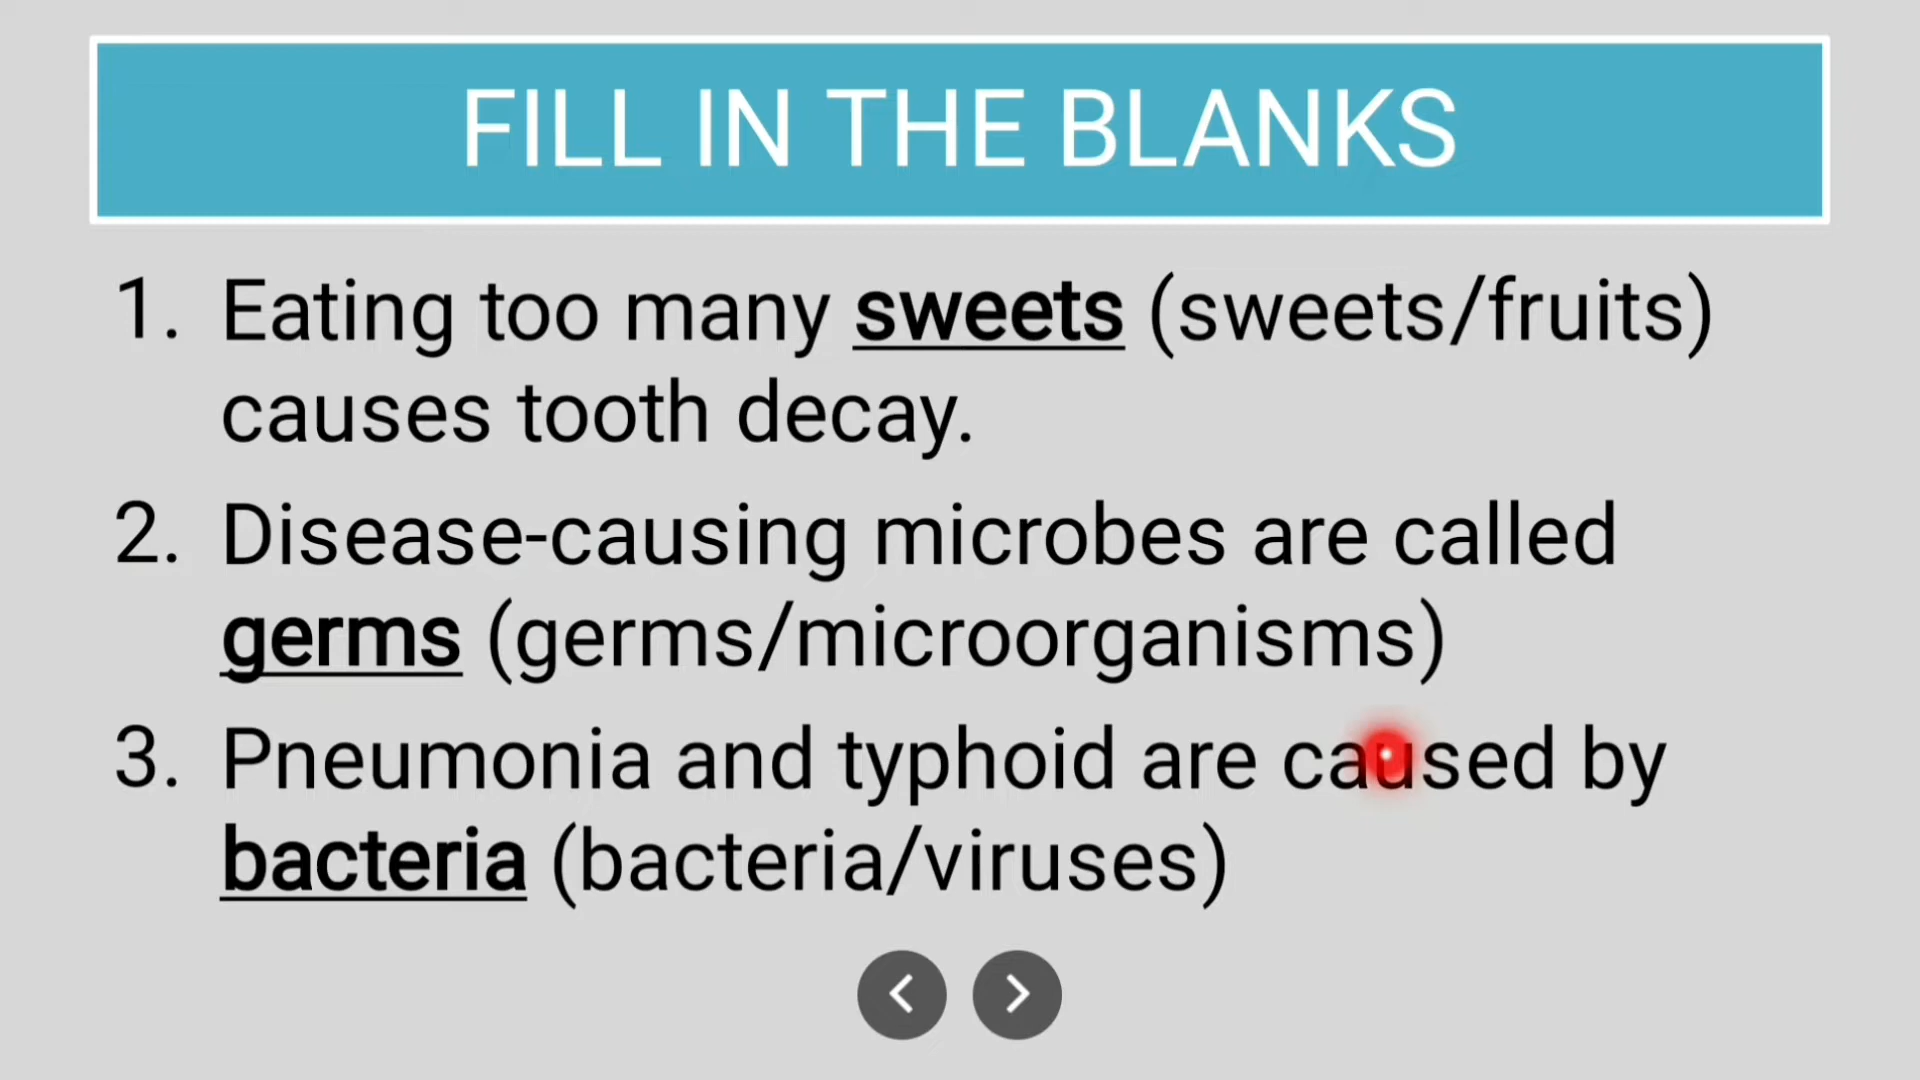 FILL IN THE BLANKS
1. Eating too many sweets (sweets/fruits)
causes tooth decay.
2. Disease-causing microbes are called
germs (germs/microorganisms)
3. Pneumonia and typhoid are caused by
bacteria (bacteria/viruses)